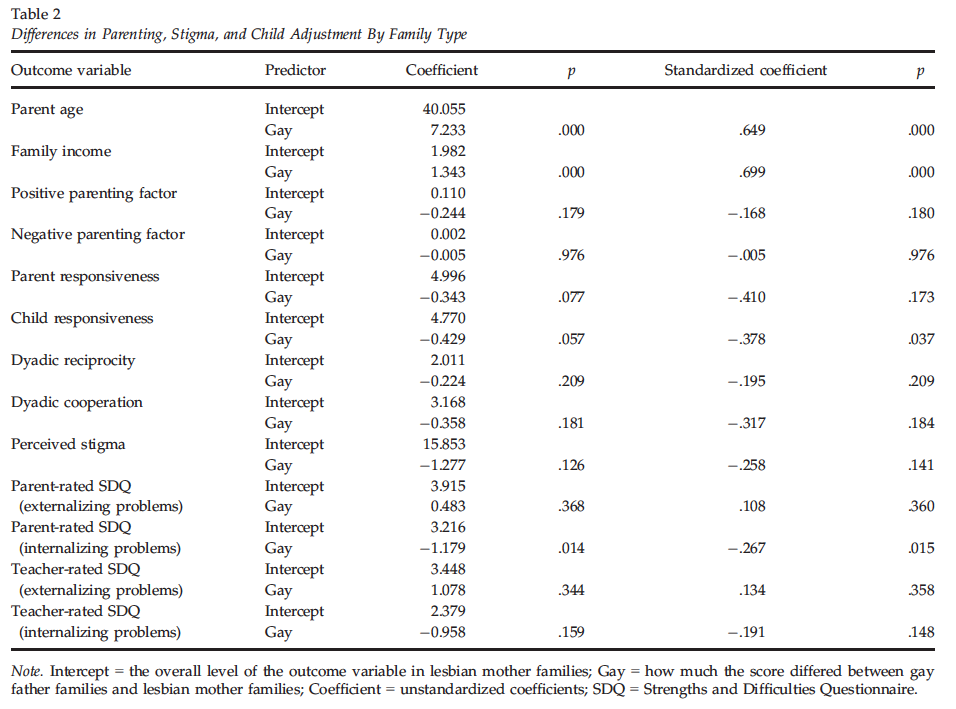 Table 2
Differences in Parenting, Stigma, and Child Adjustment By Family Type
Outcome variable Predictor Coefficient p Standardized coefficient p
Parent age Intercept 40.055
Gay 7.233 .000 .649 .000
Family income Intercept 1.982
Gay 1.343 .000 .699 .000
Positive parenting factor Intercept 0.110
Gay −0.244 .179 −.168 .180
Negative parenting factor Intercept 0.002
Gay −0.005 .976 −.005 .976
Parent responsiveness Intercept 4.996
Gay −0.343 .077 −.410 .173
Child responsiveness Intercept 4.770
Gay −0.429 .057 −.378 .037
Dyadic reciprocity Intercept 2.011
Gay −0.224 .209 −.195 .209
Dyadic cooperation Intercept 3.168
Gay −0.358 .181 −.317 .184
Perceived stigma Intercept 15.853
Gay −1.277 .126 −.258 .141
Parent-rated SDQ Intercept 3.915
(externalizing problems) Gay 0.483 .368 .108 .360
Parent-rated SDQ Intercept 3.216
(internalizing problems) Gay −1.179 .014 −.267 .015
Teacher-rated SDQ Intercept 3.448
(externalizing problems) Gay 1.078 .344 .134 .358
Teacher-rated SDQ Intercept 2.379
(internalizing problems) Gay −0.958 .159 −.191 .148
Note. Intercept = the overall level of the outcome variable in lesbian mother families; Gay = how much the score differed between gay
father families and lesbian mother families; Coefficient = unstandardized coefficients; SDQ = Strengths and Difficulties Questionnaire.